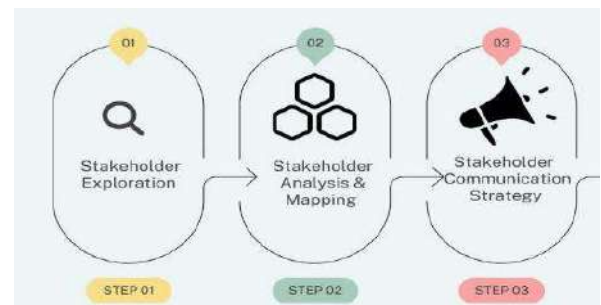 01
02
03
Stakeholder
Exploration
Stakeholder
Analysis &
Mapping
Stakeholder
Communication
Strategy
STEP 01
STEP 02
STEP 03